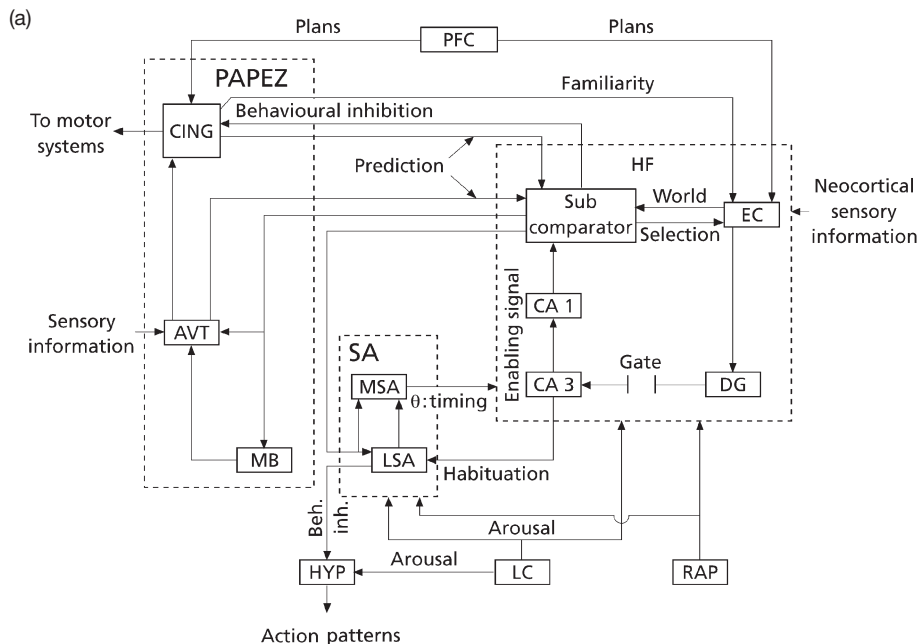 (a)
Plans
PFC
Plans
PAPEZ
Familiarity
Behavioural inhibition
To motor
systems
CING
Prediction
HF
Sub
comparator
World
Selection
EC
Neocortical
sensory
information
Enabling signal
CA 1
Sensory
information
AVT
SA
MSA
θ:timing
CA 3
Gate
DG
MB
LSA
Habituation
Beh.
inh.
Arousal
HYP
Arousal
LC
RAP
Action patterns